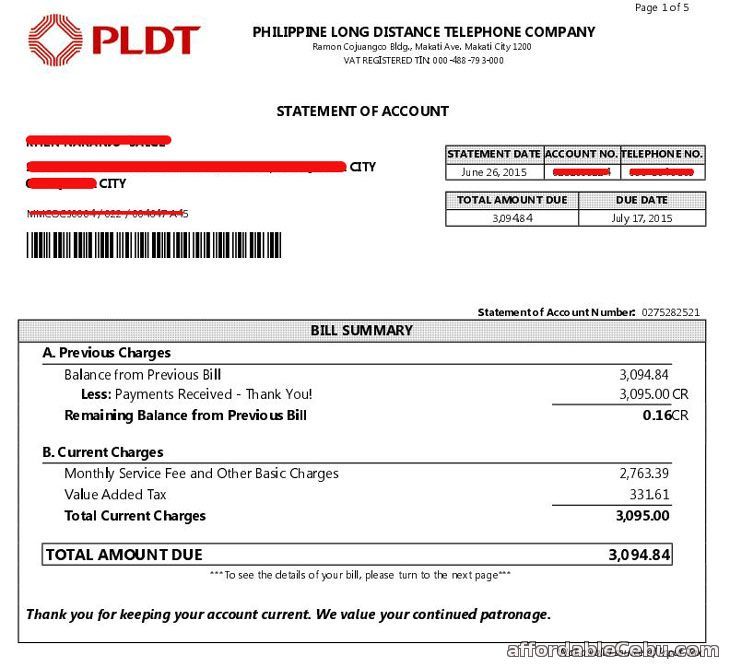 Page 1 of 5
PLDT
PHILIPPINE LONG DISTANCE TELEPHONE COMPANY
Ramon Cojuangco Bldg., Makati Ave. Makati City 1200
VAT REGISTERED TIN: 000-488-793-000
STATEMENT OF ACCOUNT
CITY
CITY
STATEMENT DATE ACCOUNT NO. TELEPHONE NO.
June 26, 2015
TOTAL AMOUNT DUE DUE DATE
3,094.84 July 17, 2015
Statement of Account Number: 0275282521
BILL SUMMARY
A. Previous Charges
Balance from Previous Bill 3,094.84
Less: Payments Received - Thank You! 3,095.00 CR
Remaining Balance from Previous Bill 0.16CR
B. Current Charges
Monthly Service Fee and Other Basic Charges 2,763.39
Value Added Tax 331.61
Total Current Charges 3,095.00
TOTAL AMOUNT DUE 3,094.84
***To see the details of your bill, please turn to the next page***
Thank you for keeping your account current. We value your continued patronage.
affordableCebu.com